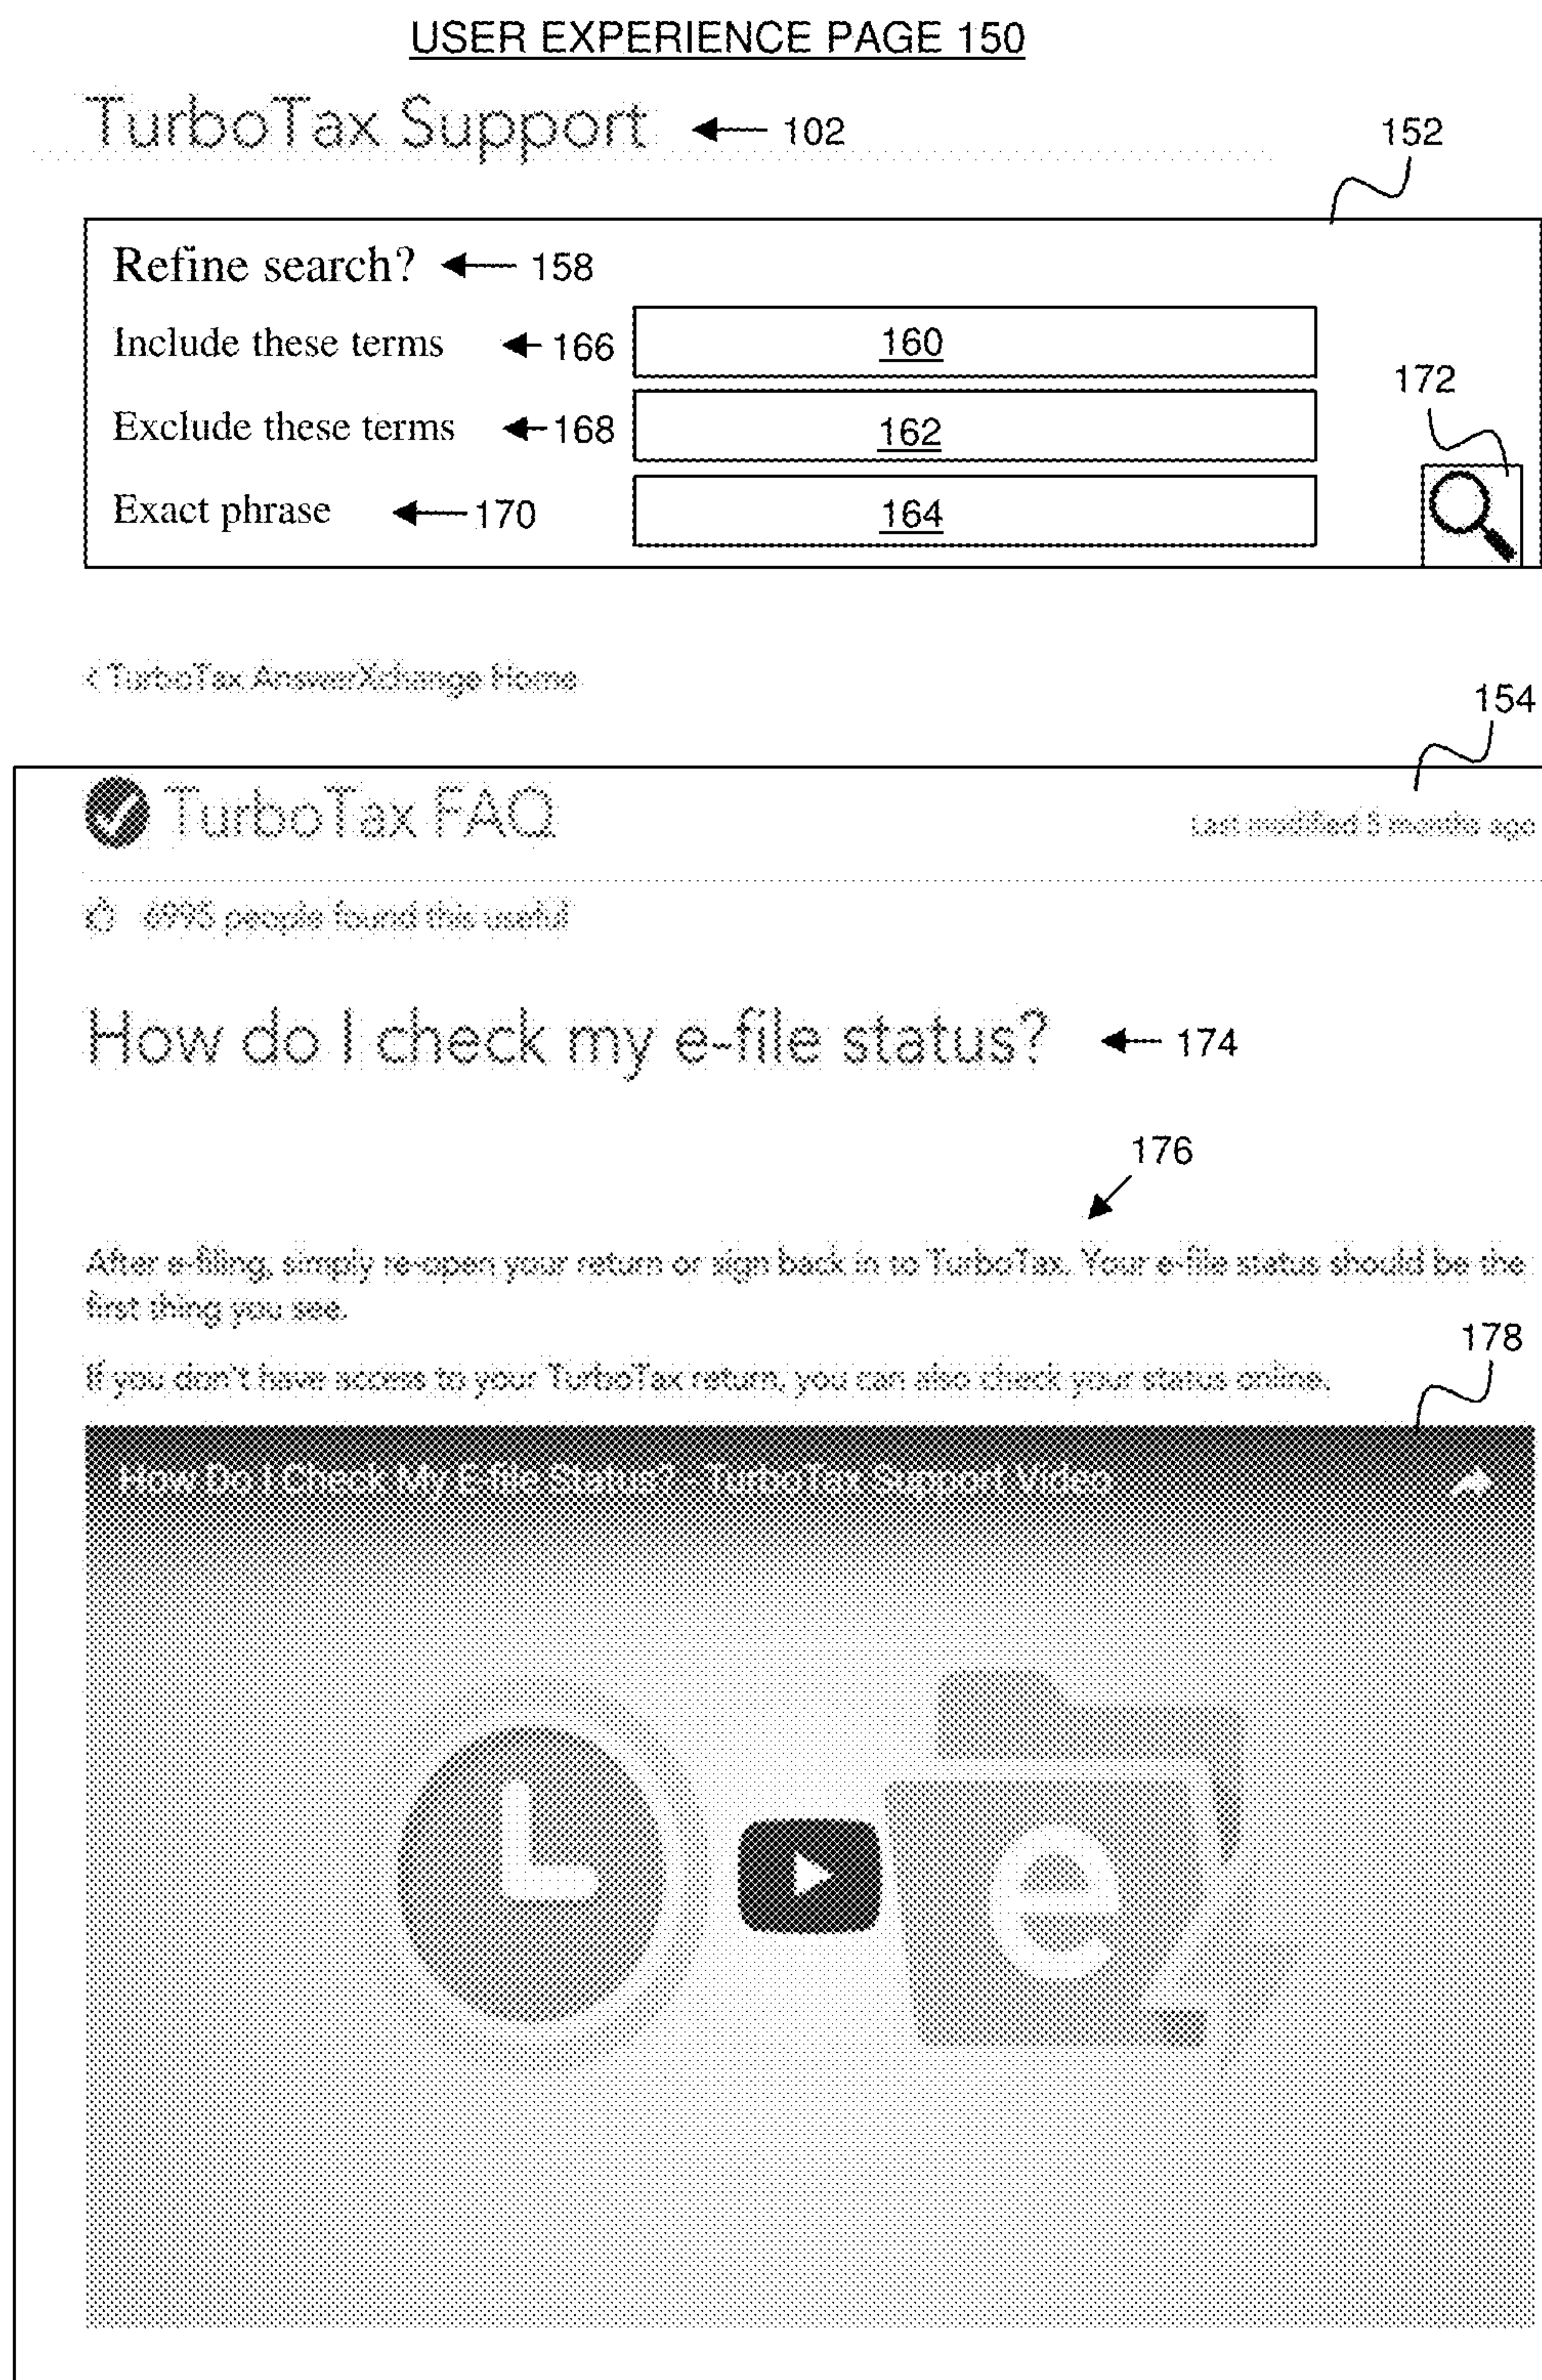 USER EXPERIENCE PAGE 150
TurboTax Support 102
152
Refine search? 158
Include these terms 166 160
172
Exclude these terms 168 162
Exact phrase 170 164
< TurboTax AnswerXchange Home
154
TurboTax FAQ
Last modified 5 months ago
6995 people found this useful
How do I check my e-file status? 174
176
After e-filing, simply re-open your return or sign back in to TurboTax. Your e-file status should be the
first thing you see.
178
If you don't have access to your TurboTax return, you can also check your status online.
How Do I Check My E-file Status? - TurboTax Support Video
e